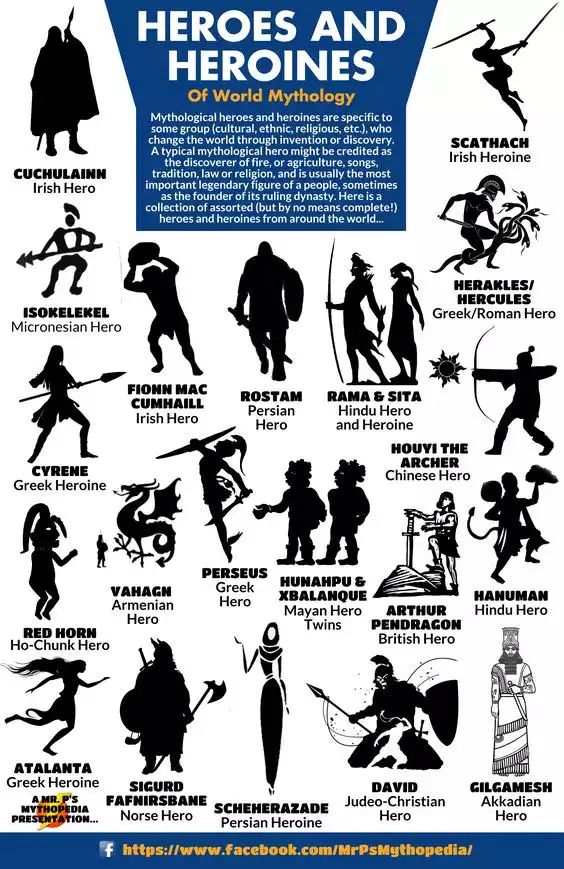 HEROES AND
HEROINES
Of World Mythology
Mythological heroes and heroines are specific to
some group (cultural, ethnic, religious, etc.), who
change the world through invention or discovery.
A typical mythological hero might be credited as
the discoverer of fire, or agriculture, songs,
tradition, law or religion, and is usually the most
important legendary figure of a people, sometimes
as the founder of its ruling dynasty. Here is a
collection of assorted (but by no means complete!)
heroes and heroines from around the world...
CUCHULAINN
Irish Hero
SCATHACH
Irish Heroine
ISOKELEKEL
Micronesian Hero
FIONN MAC
CUMHAILL
Irish Hero
ROSTAM
Persian
Hero
RAMA & SITA
Hindu Hero
and Heroine
HERAKLES/
HERCULES
Greek/Roman Hero
CYRENE
Greek Heroine
HOUYI THE
ARCHER
Chinese Hero
VAHAGN
Armenian
Hero
PERSEUS
Greek
Hero
HUNAHPU &
XBALANQUE
Mayan Hero
Twins
ARTHUR
PENDRAGON
British Hero
HANUMAN
Hindu Hero
RED HORN
Ho-Chunk Hero
ATALANTA
Greek Heroine
SIGURD
FAFNIRSBANE
Norse Hero
SCHEHERAZADE
Persian Heroine
DAVID
Judeo-Christian
Hero
GILGAMESH
Akkadian
Hero
A MR. P'S
MYTHOPEDIA
PRESENTATION...
f https://www.facebook.com/MrPsMythopedia/